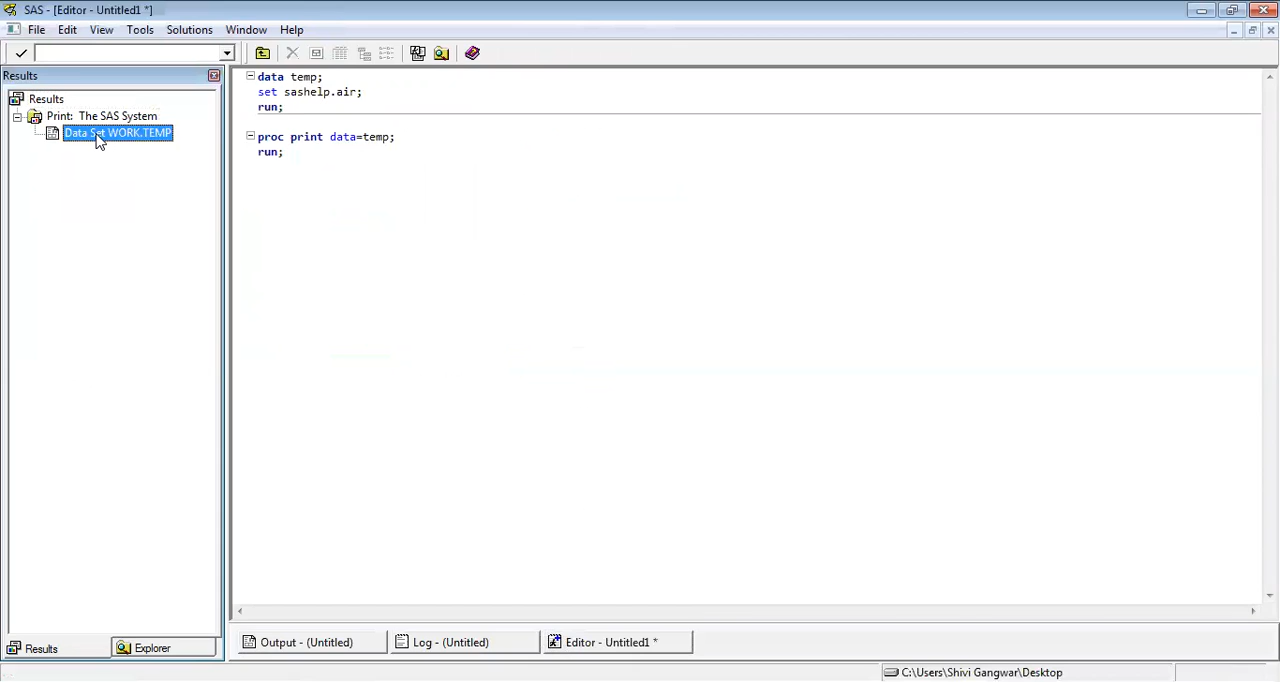 SAS - [Editor - Untitled1 *]
File Edit View Tools Solutions Window Help
Results
Results
Print: The SAS System
Data Set WORK.TEMP
data temp;
set sashelp.air;
run;
proc print data=temp;
run;
Results Explorer
Output - (Untitled) Log - (Untitled) Editor - Untitled1 *
C:\Users\Shivi Gangwar\Desktop